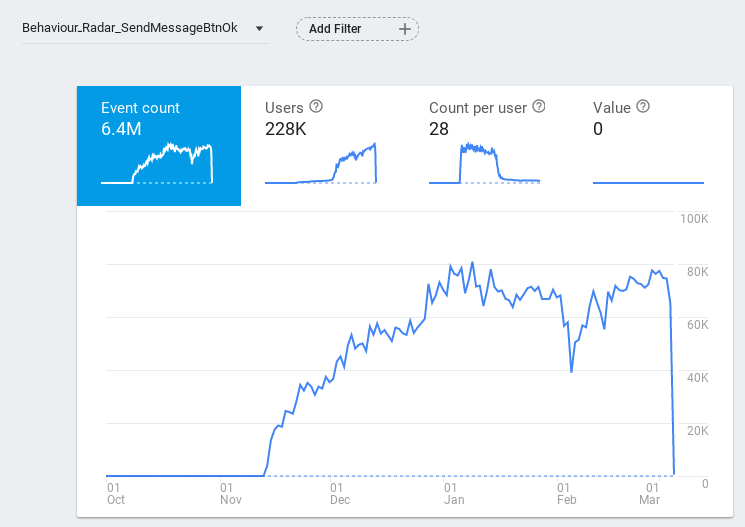 Behaviour_Radar_SendMessageBtnOk
Add Filter
Event count
6.4M
Users
228K
Count per user
28
Value
0
100K
80K
60K
40K
20K
0
01
Oct
01
Nov
01
Dec
01
Jan
01
Feb
01
Mar